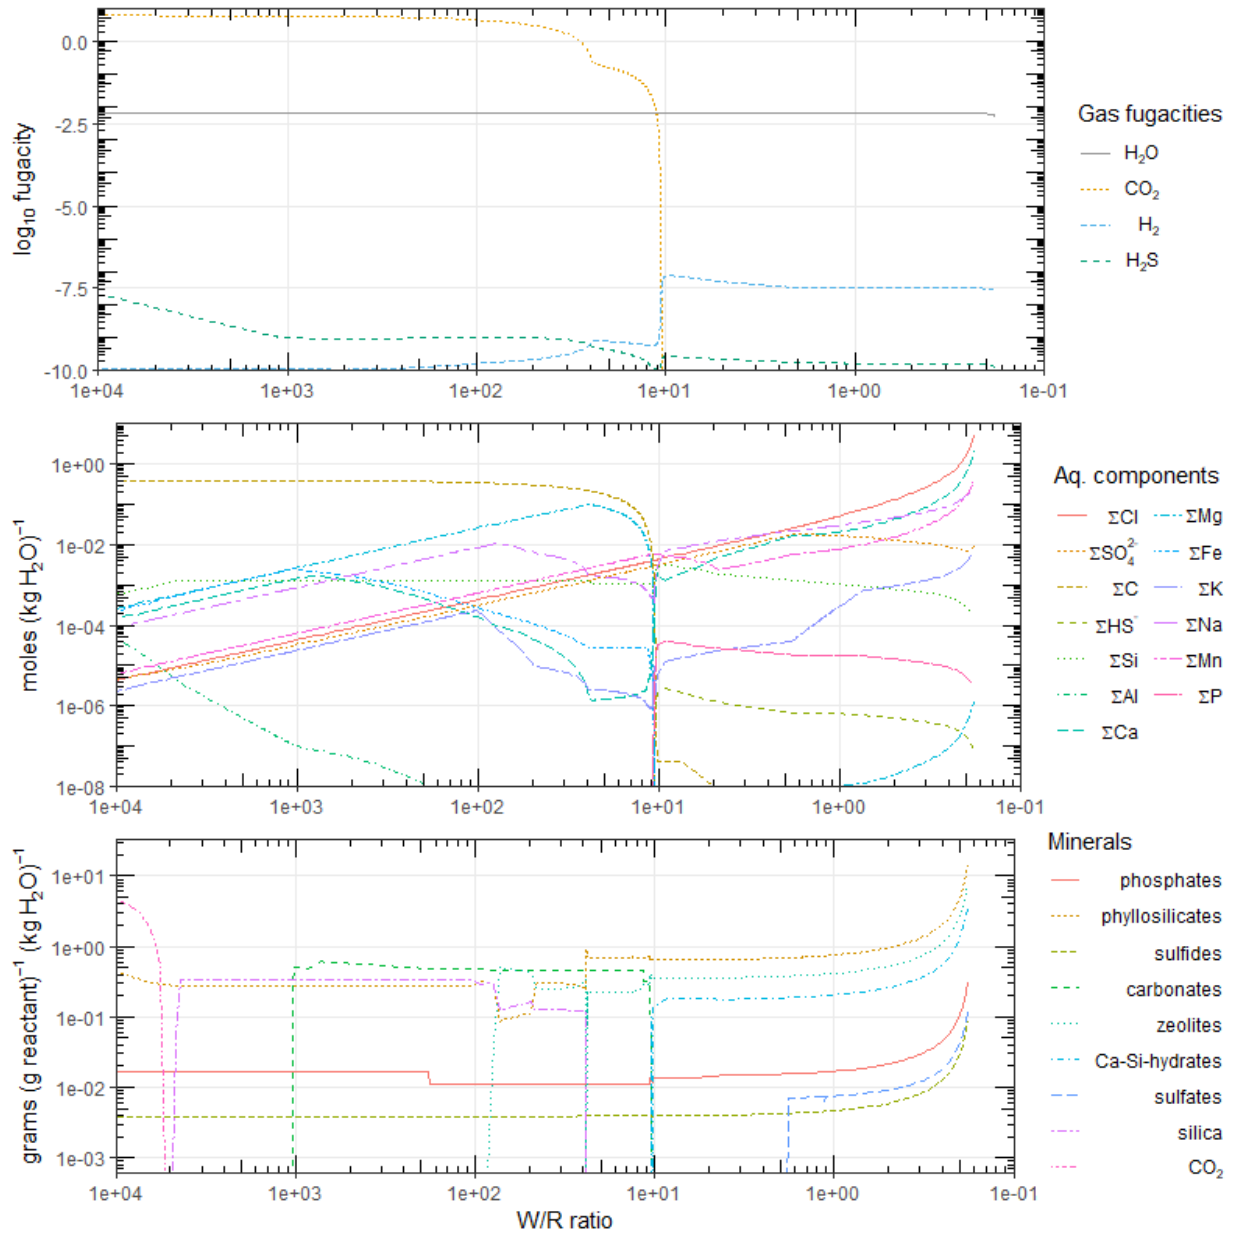 log₁₀ fugacity
0.0
-2.5
-5.0
-7.5
-10.0
1e+04 1e+03 1e+02 1e+01 1e+00 1e-01
Gas fugacities
H₂O
CO₂
H₂
H₂S
moles (kg H₂O)⁻¹
1e+00
1e-02
1e-04
1e-06
1e-08
1e+04 1e+03 1e+02 1e+01 1e+00 1e-01
Aq. components
ΣCl ΣMg
ΣSO₄²⁻ ΣFe
ΣC ΣK
ΣHS⁻ ΣNa
ΣSi ΣMn
ΣAl ΣP
ΣCa
grams (g reactant)⁻¹ (kg H₂O)⁻¹
1e+01
1e+00
1e-01
1e-02
1e-03
1e+04 1e+03 1e+02 1e+01 1e+00 1e-01
W/R ratio
Minerals
phosphates
phyllosilicates
sulfides
carbonates
zeolites
Ca-Si-hydrates
sulfates
silica
CO₂